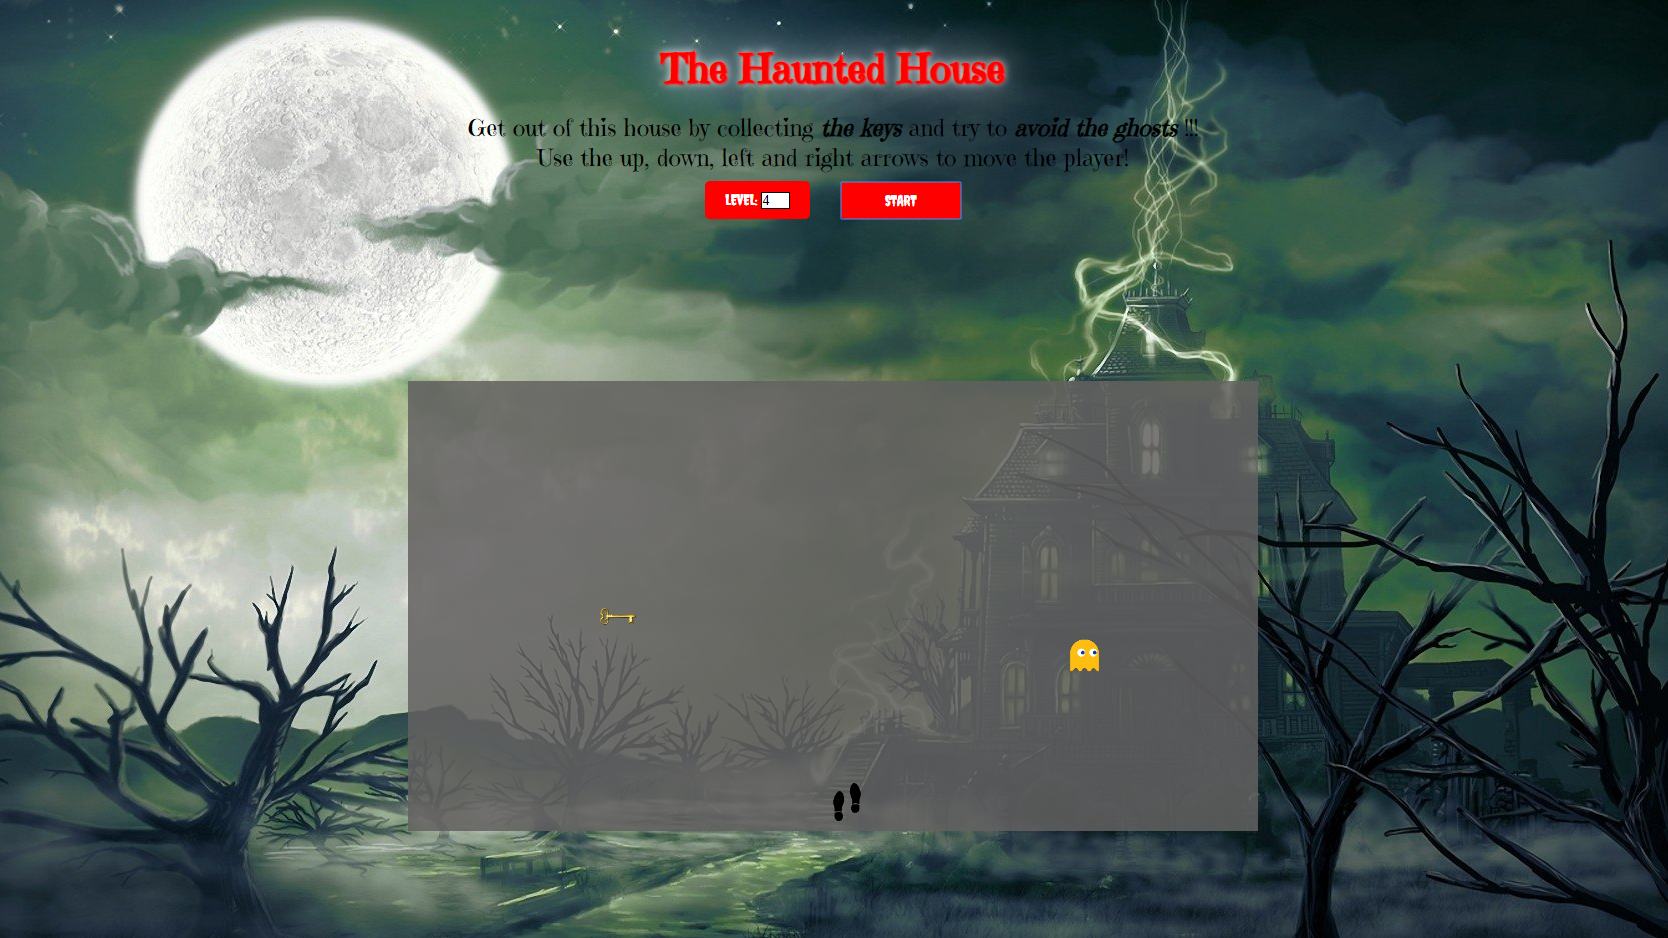 The Haunted House
Get out of this house by collecting the keys and try to avoid the ghosts !!!
Use the up, down, left and right arrows to move the player!
LEVEL: 4
START